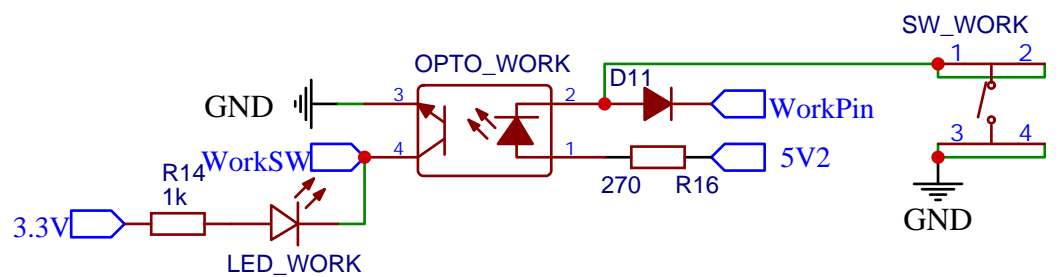 SW_WORK
1 2
OPTO_WORK
D11
GND
3
2
WorkPin
WorkSW
4
1
5V2
3 4
R14
1k
270 R16
GND
3.3V
LED_WORK